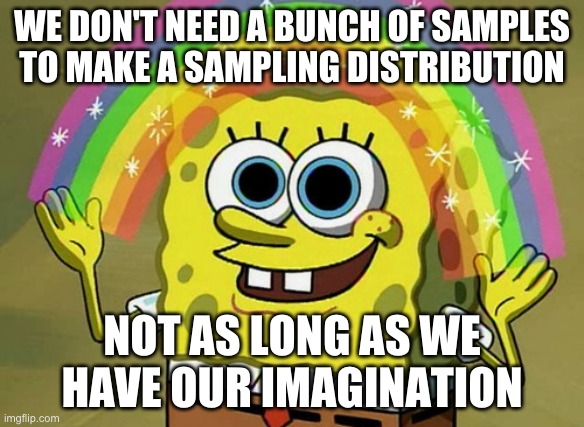 WE DON'T NEED A BUNCH OF SAMPLES
TO MAKE A SAMPLING DISTRIBUTION
NOT AS LONG AS WE
HAVE OUR IMAGINATION
imgflip.com